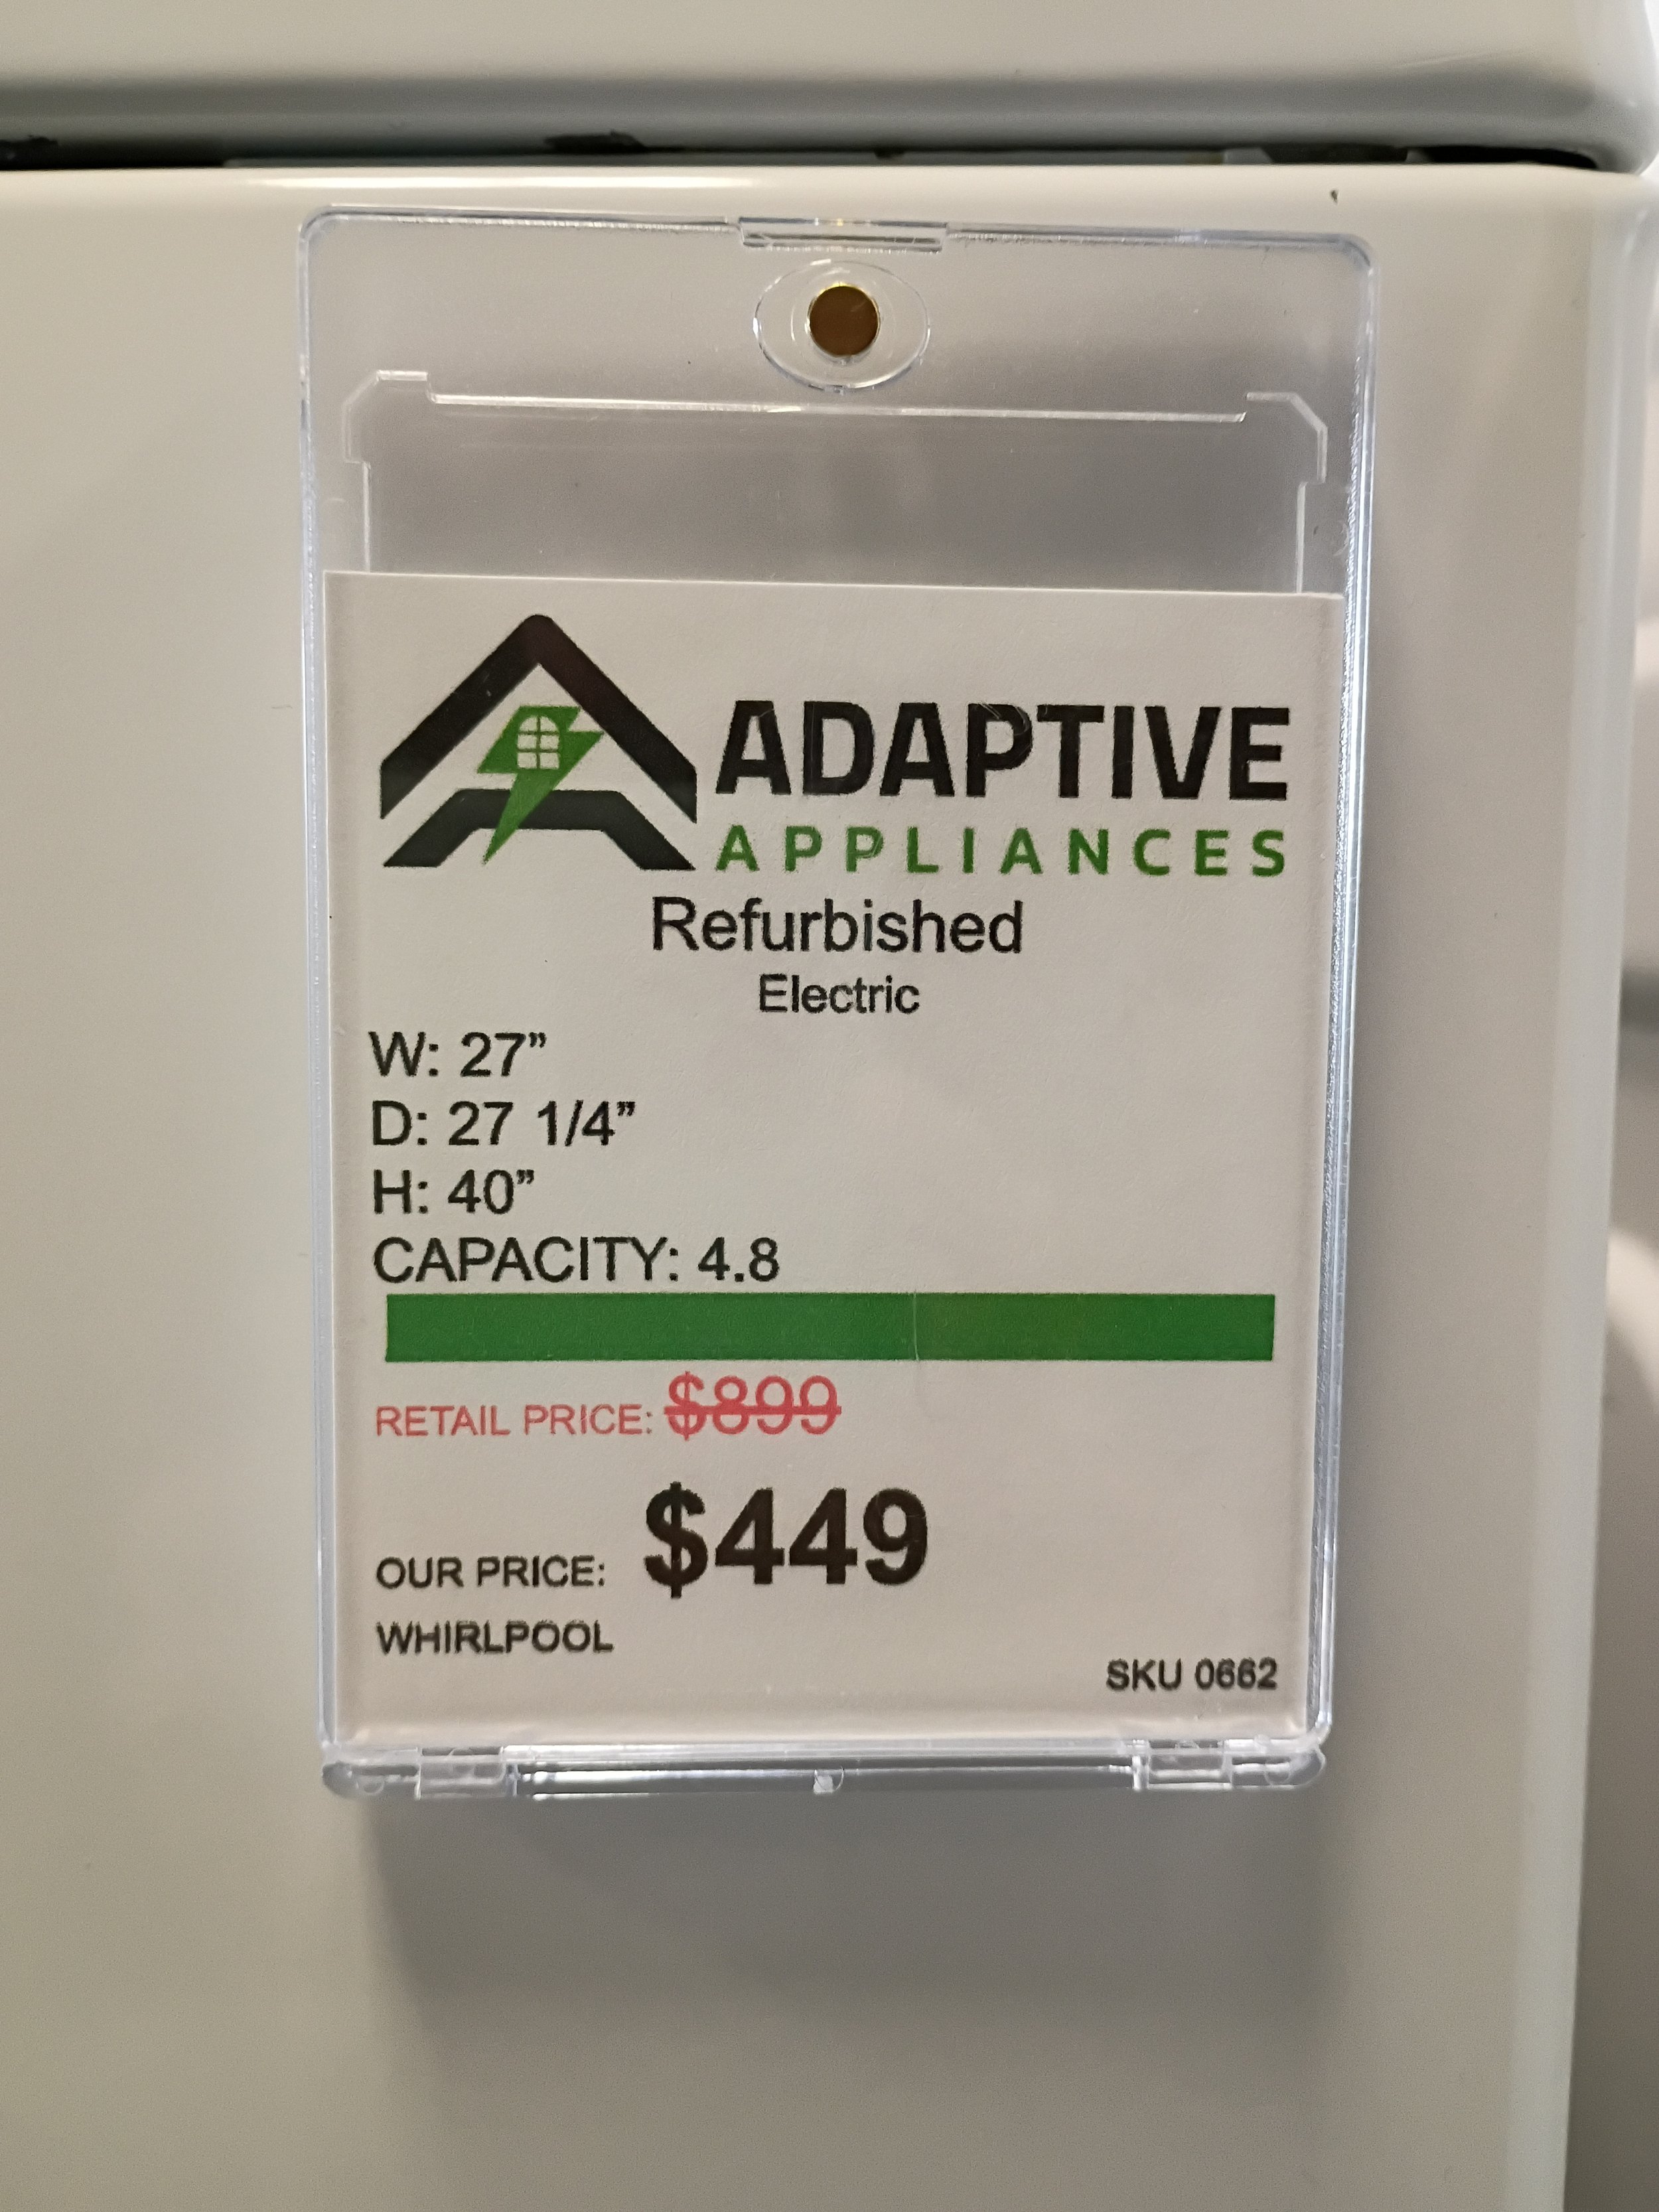 ADAPTIVE
APPLIANCES
Refurbished
Electric
W: 27”
D: 27 1/4”
H: 40”
CAPACITY: 4.8
RETAIL PRICE: $899
OUR PRICE: $449
WHIRLPOOL
SKU 0662